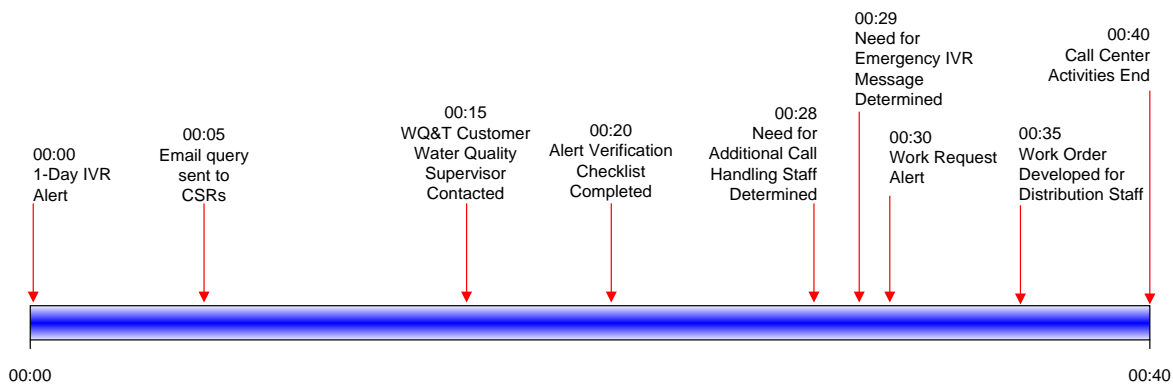 00:00
1-Day IVR
Alert
00:05
Email query
sent to
CSRs
00:15
WQ&T Customer
Water Quality
Supervisor
Contacted
00:20
Alert Verification
Checklist
Completed
00:28
Need for
Additional Call
Handling Staff
Determined
00:29
Need for
Emergency IVR
Message
Determined
00:30
Work Request
Alert
00:35
Work Order
Developed for
Distribution Staff
00:40
Call Center
Activities End
00:00
00:40